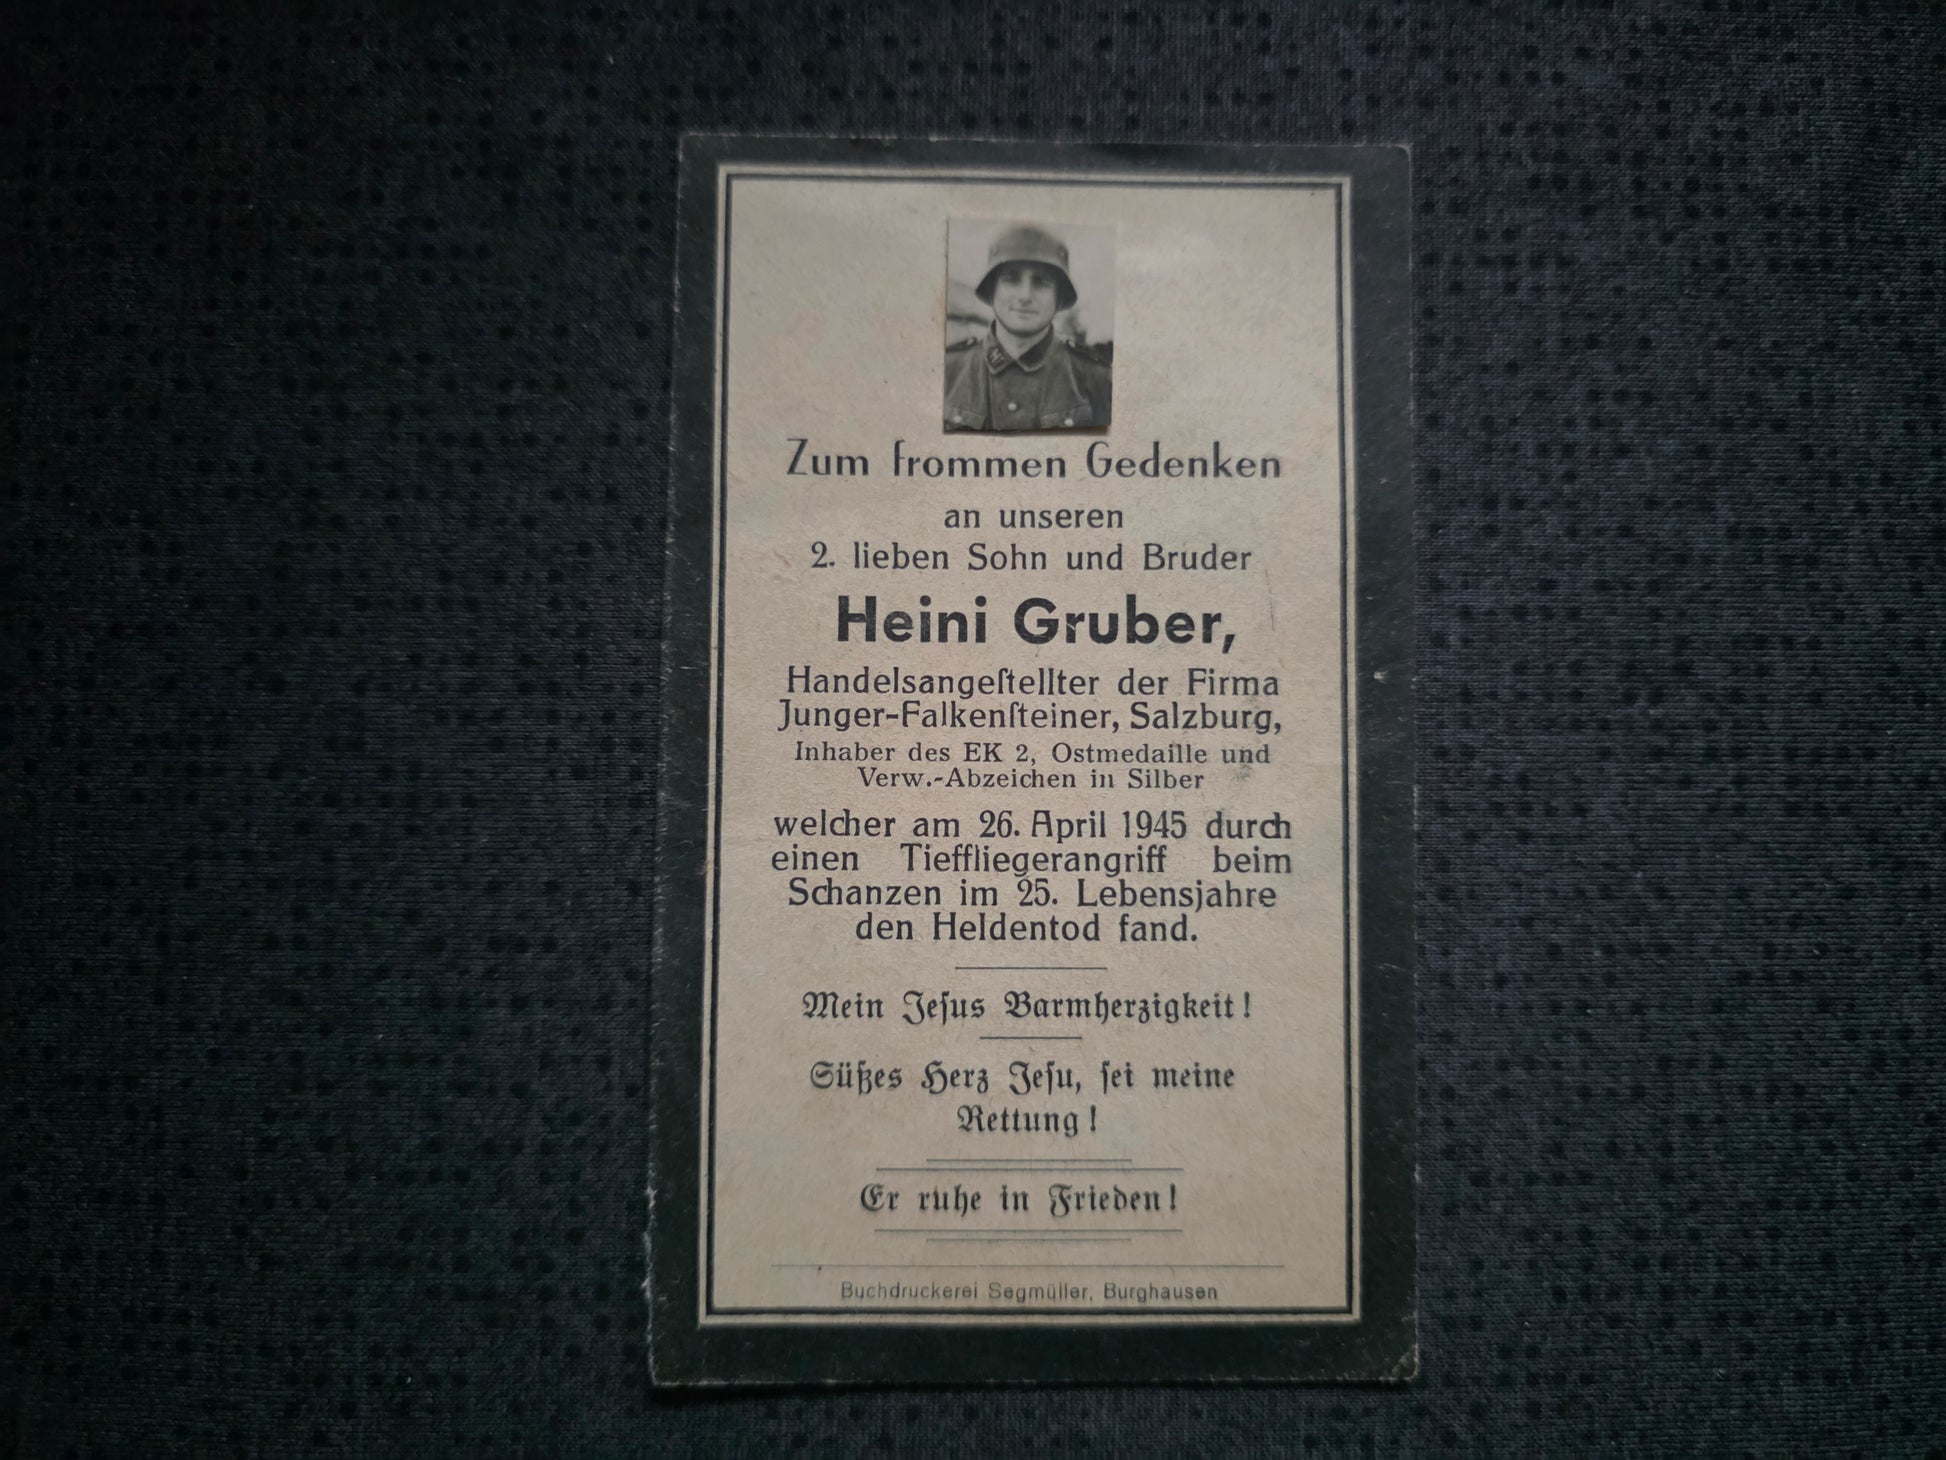 Zum frommen Gedenken
an unseren
2. lieben Sohn und Bruder
Heini Gruber,
Handelsangeſtellter der Firma
Junger-Falkenſteiner, Salzburg,
Inhaber des EK 2, Ostmedaille und
Verw.-Abzeichen in Silber
welcher am 26. April 1945 durch
einen Tieffliegerangriff beim
Schanzen im 25. Lebensjahre
den Heldentod fand.
Mein Jeſus Barmherzigkeit!
Süßes Herz Jeſu, ſei meine
Rettung!
Er ruhe in Frieden!
Buchdruckerei Segmüller, Burghausen